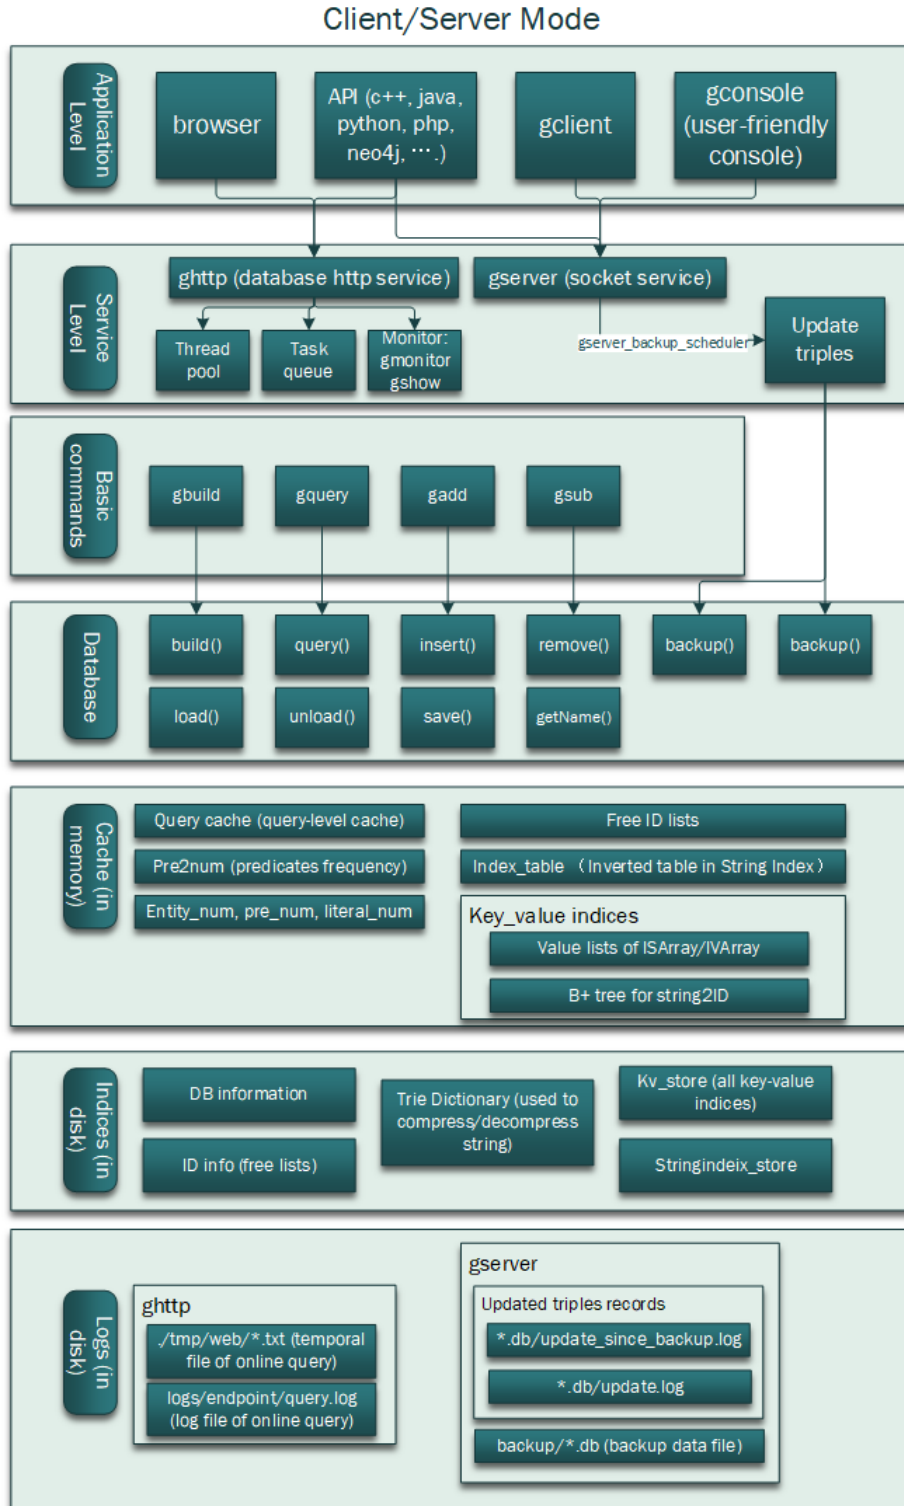 Client/Server Mode
Application
Level
browser
API (c++, java,
python, php,
neo4j, ….)
gclient
gconsole
(user-friendly
console)
Service
Level
ghttp (database http service)
gserver (socket service)
Thread
pool
Task
queue
Monitor:
gmonitor
gshow
gserver_backup_scheduler
Update
triples
Basic
commands
gbuild
gquery
gadd
gsub
Database
build()
query()
insert()
remove()
backup()
backup()
load()
unload()
save()
getName()
Cache (in
memory)
Query cache (query-level cache)
Free ID lists
Pre2num (predicates frequency)
Index_table （Inverted table in String Index）
Entity_num, pre_num, literal_num
Key_value indices
Value lists of ISArray/IVArray
B+ tree for string2ID
Indices (in
disk)
DB information
Trie Dictionary (used to
compress/decompress
string)
Kv_store (all key-value
indices)
ID info (free lists)
Stringindeix_store
Logs (in
disk)
ghttp
./tmp/web/*.txt (temporal
file of online query)
logs/endpoint/query.log
(log file of online query)
gserver
Updated triples records
*.db/update_since_backup.log
*.db/update.log
backup/*.db (backup data file)